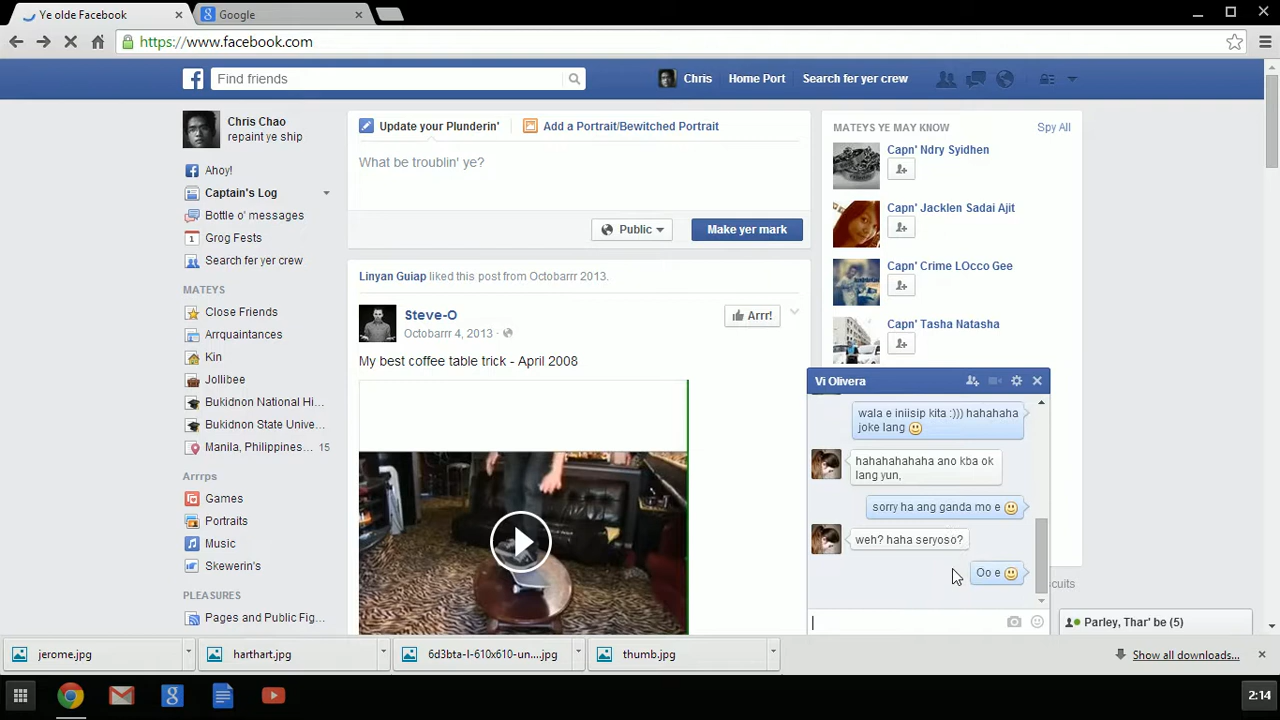 Ye olde Facebook
Google
https://www.facebook.com
Find friends
Chris
Home Port
Search fer yer crew
Chris Chao
repaint ye ship
Ahoy!
Captain's Log
Bottle o' messages
1
Grog Fests
Search fer yer crew
MATEYS
Close Friends
Arrquaintances
Kin
Jollibee
Bukidnon National Hi...
Bukidnon State Unive...
Manila, Philippines... 15
Arrrps
Games
Portraits
Music
Skewerin's
PLEASURES
Pages and Public Fig...
Update your Plunderin'
Add a Portrait/Bewitched Portrait
What be troublin' ye?
Public
Make yer mark
Linyan Guiap liked this post from Octobarrr 2013.
Steve-O
Octobarrr 4, 2013
Arrr!
My best coffee table trick - April 2008
MATEYS YE MAY KNOW
Spy All
Capn' Ndry Syidhen
Capn' Jacklen Sadai Ajit
Capn' Crime LOcco Gee
Capn' Tasha Natasha
Vi Olivera
wala e iniisip kita :))) hahahaha
joke lang
hahahahahaha ano kba ok
lang yun,
sorry ha ang ganda mo e
weh? haha seryoso?
Oo e
Parley, Thar' be (5)
jerome.jpg
harthart.jpg
6d3bta-l-610x610-un....jpg
thumb.jpg
Show all downloads...
2:14